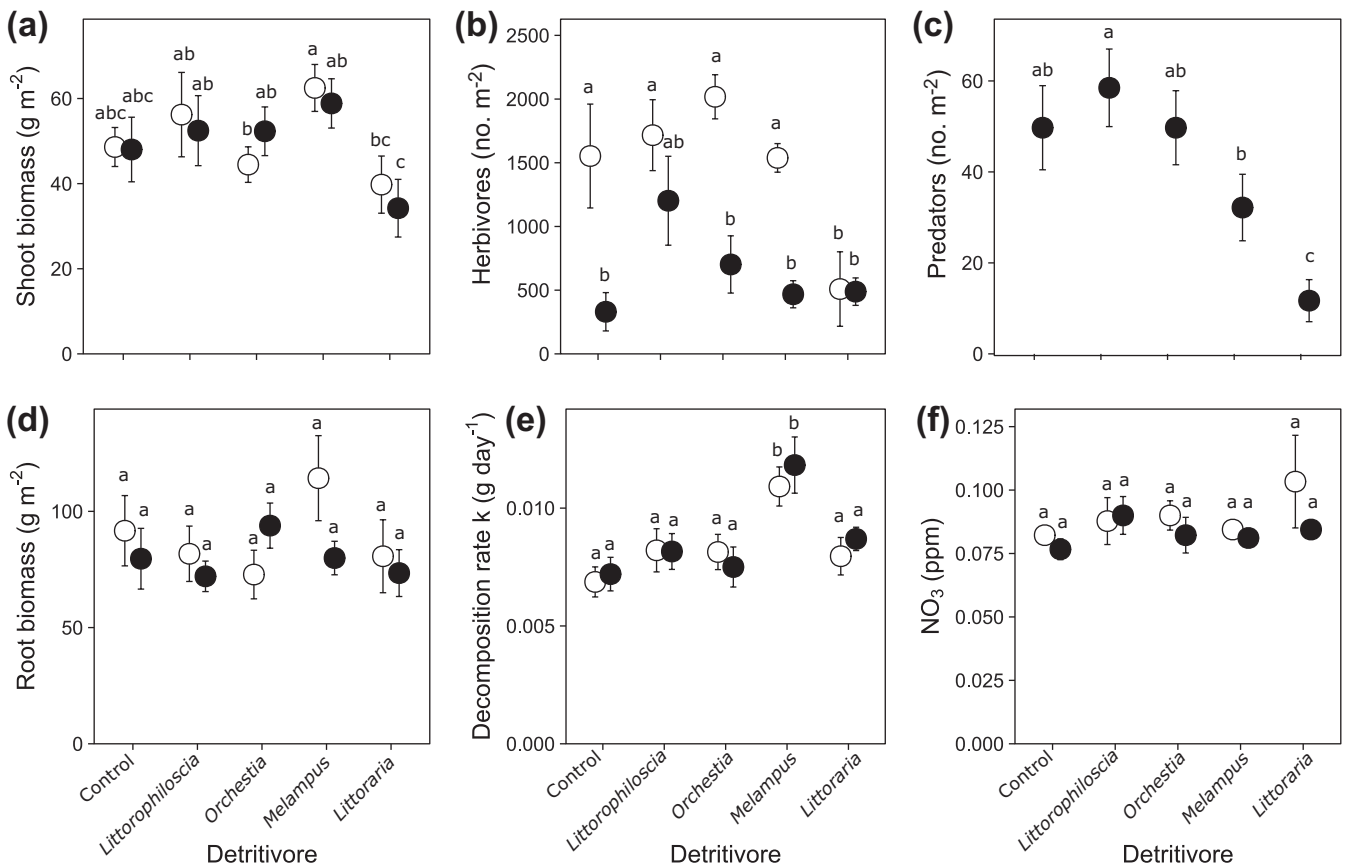 (a)
Shoot biomass (g m⁻²)
60
40
20
0
abc
abc
ab
ab
b
ab
a
ab
bc
c
(b)
Herbivores (no. m⁻²)
2500
2000
1500
1000
500
0
a
b
a
ab
a
b
a
b
b
b
(c)
Predators (no. m⁻²)
60
40
20
0
ab
a
ab
b
c
(d)
Root biomass (g m⁻²)
100
50
0
a
a
a
a
a
a
a
a
a
a
Control
Littorophiloscia
Orchestia
Melampus
Littoraria
Detritivore
(e)
Decomposition rate k (g day⁻¹)
0.010
0.005
0.000
a
a
a
a
a
a
b
b
a
a
Control
Littorophiloscia
Orchestia
Melampus
Littoraria
Detritivore
(f)
NO₃ (ppm)
0.125
0.100
0.075
0.050
0.025
0.000
a
a
a
a
a
a
a
a
a
a
Control
Littorophiloscia
Orchestia
Melampus
Littoraria
Detritivore